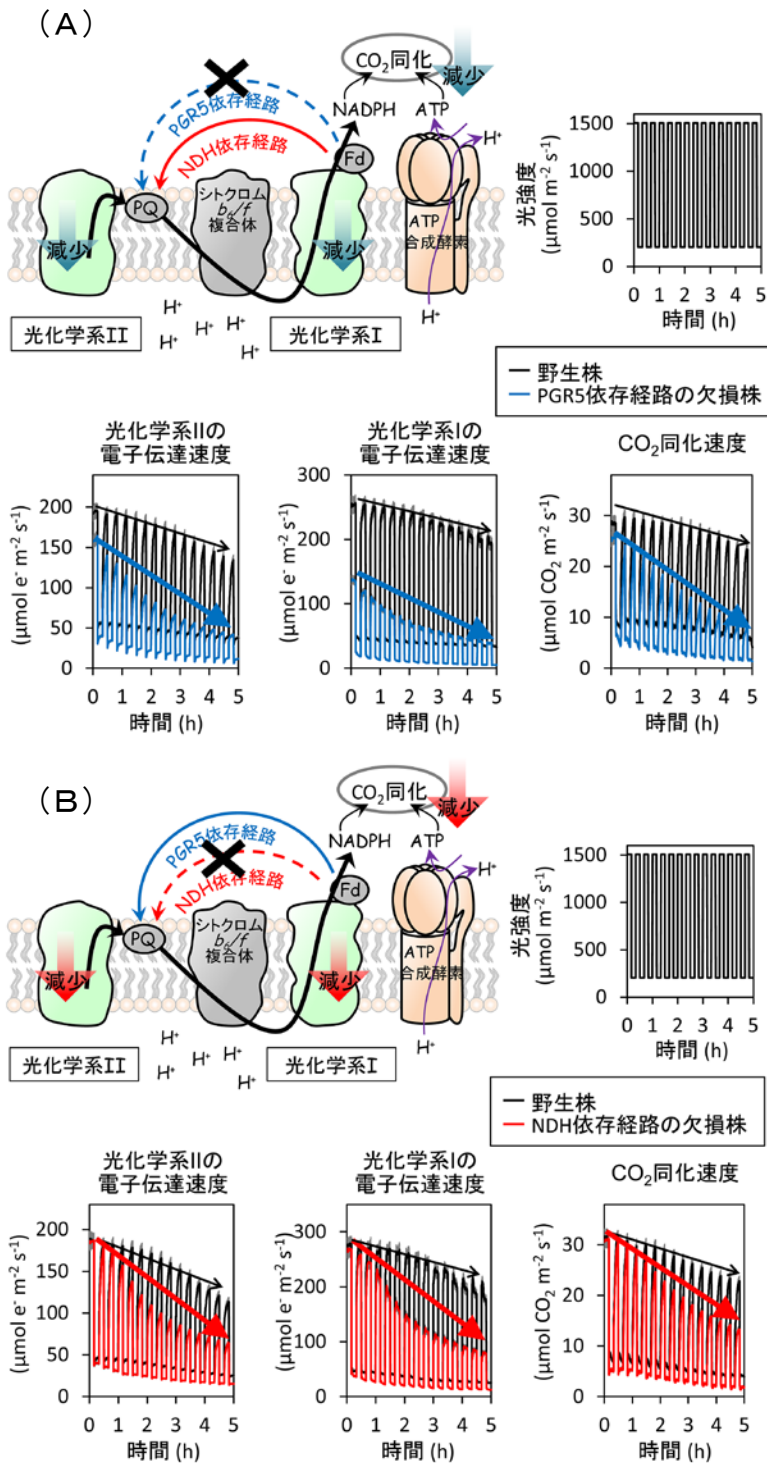 (A)
CO2同化
減少
PGR5依存経路
NDH依存経路
NADPH
ATP
H+
Fd
PQ
シトクロム
b6/f
複合体
減少
減少
ATP
合成酵素
H+
H+
H+
H+
H+
H+
H+
光化学系II
光化学系I
光強度
(μmol m-2 s-1)
1500
1000
500
0
0 1 2 3 4 5
時間 (h)
野生株
PGR5依存経路の欠損株
光化学系IIの
電子伝達速度
(μmol e- m-2 s-1)
200
150
100
50
0
0 1 2 3 4 5
時間 (h)
光化学系Iの
電子伝達速度
(μmol e- m-2 s-1)
300
200
100
0
0 1 2 3 4 5
時間 (h)
CO2同化速度
(μmol CO2 m-2 s-1)
30
20
10
0
0 1 2 3 4 5
時間 (h)
(B)
CO2同化
減少
PGR5依存経路
NDH依存経路
NADPH
ATP
H+
Fd
PQ
シトクロム
b6/f
複合体
減少
減少
ATP
合成酵素
H+
H+
H+
H+
H+
H+
H+
光化学系II
光化学系I
光強度
(μmol m-2 s-1)
1500
1000
500
0
0 1 2 3 4 5
時間 (h)
野生株
NDH依存経路の欠損株
光化学系IIの
電子伝達速度
(μmol e- m-2 s-1)
200
150
100
50
0
0 1 2 3 4 5
時間 (h)
光化学系Iの
電子伝達速度
(μmol e- m-2 s-1)
300
200
100
0
0 1 2 3 4 5
時間 (h)
CO2同化速度
(μmol CO2 m-2 s-1)
30
20
10
0
0 1 2 3 4 5
時間 (h)